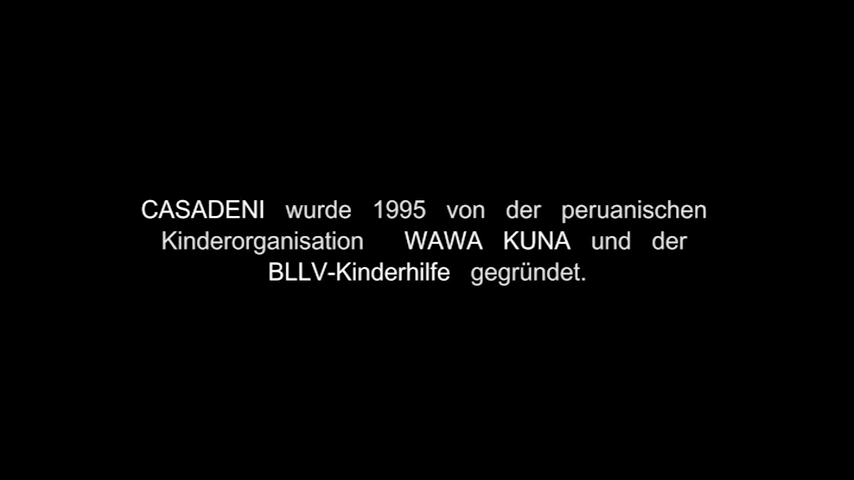 CASADENI wurde 1995 von der peruanischen
Kinderorganisation WAWA KUNA und der
BLLV-Kinderhilfe gegründet.